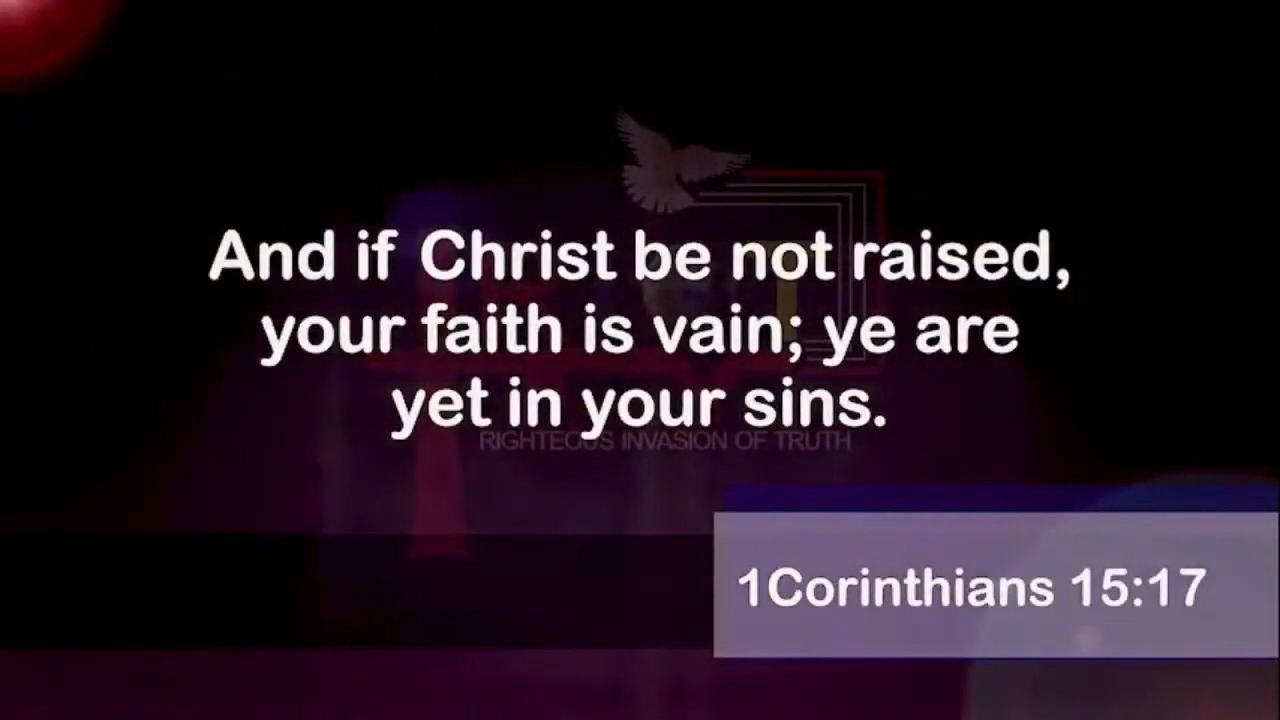 And if Christ be not raised,
your faith is vain; ye are
yet in your sins.
RIGHTEOUS INVASION OF TRUTH
1Corinthians 15:17